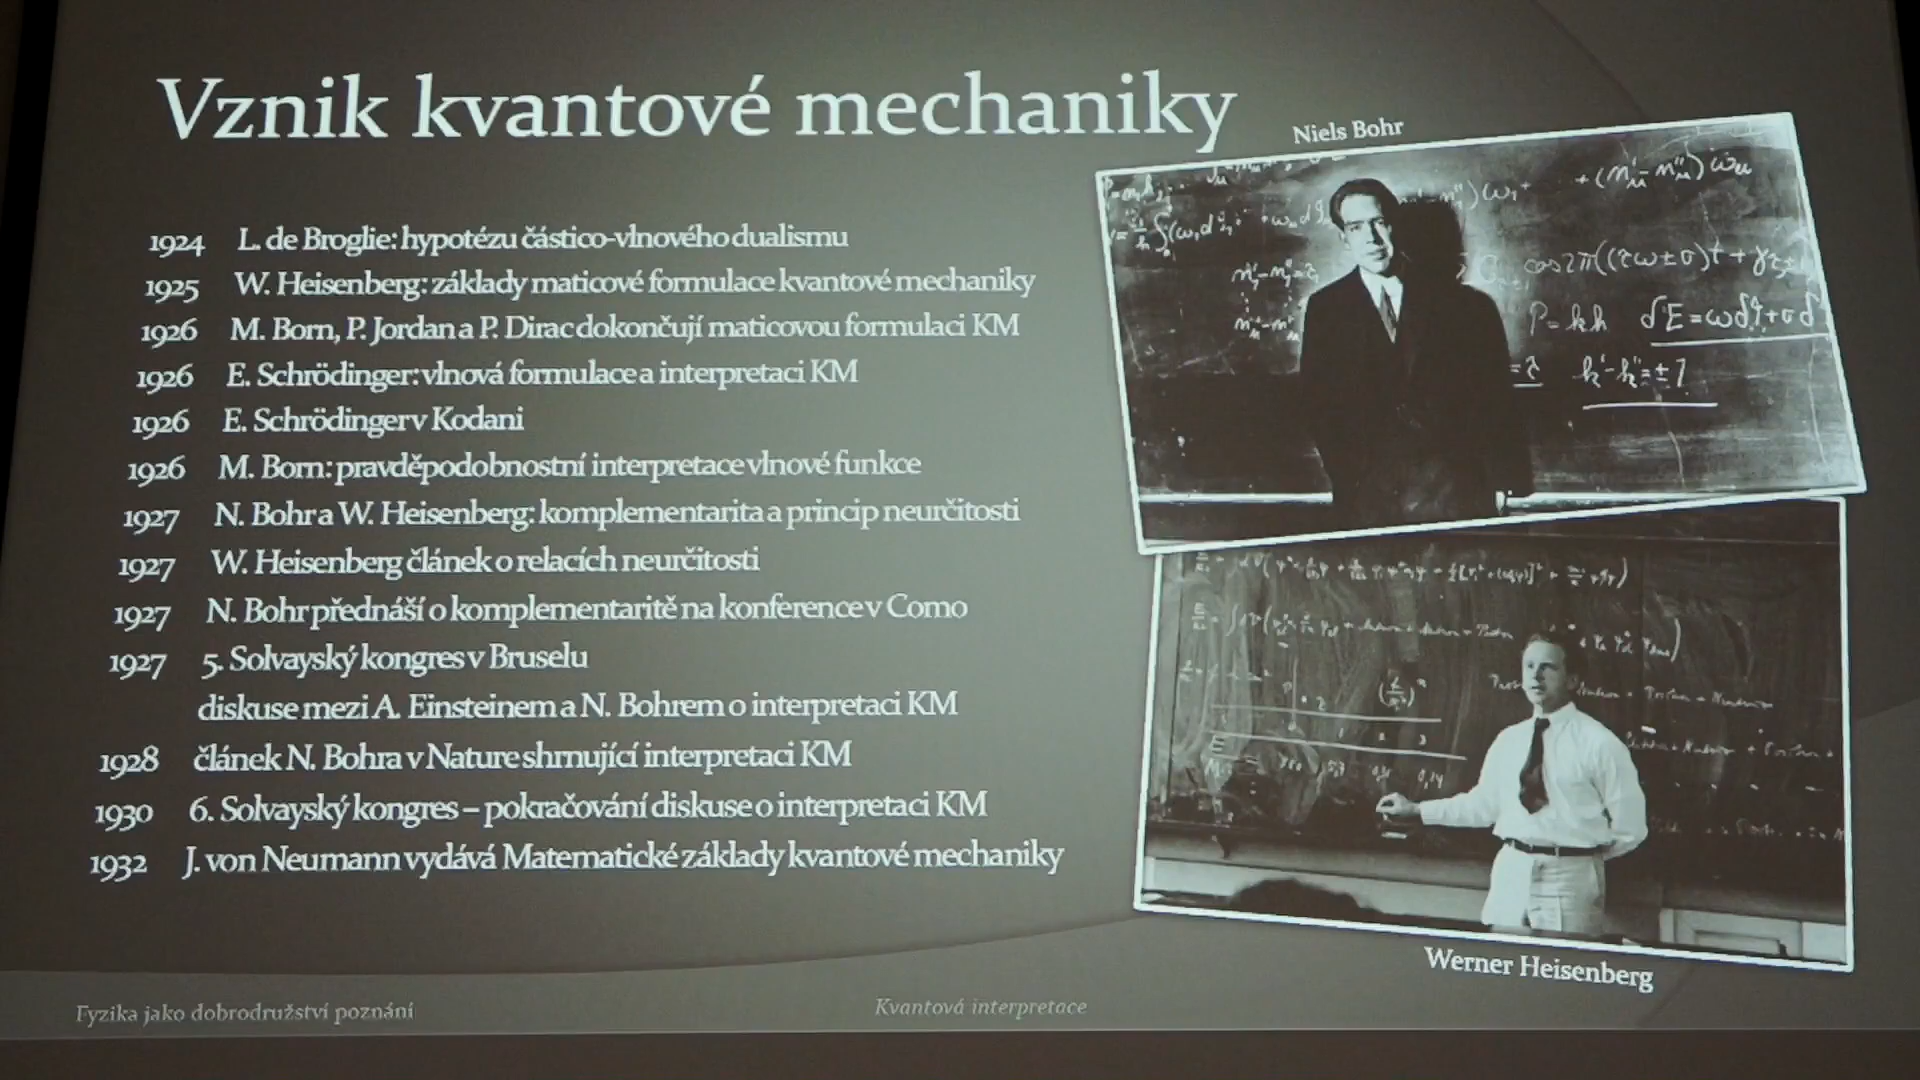 Vznik kvantové mechaniky
Niels Bohr
1924 L. de Broglie: hypotézu částico-vlnového dualismu
1925 W. Heisenberg: základy maticové formulace kvantové mechaniky
1926 M. Born, P. Jordan a P. Dirac dokončují maticovou formulaci KM
1926 E. Schrödinger: vlnová formulace a interpretaci KM
1926 E. Schrödinger v Kodani
1926 M. Born: pravděpodobnostní interpretace vlnové funkce
1927 N. Bohr a W. Heisenberg: komplementarita a princip neurčitosti
1927 W. Heisenberg článek o relacích neurčitosti
1927 N. Bohr přednáší o komplementaritě na konference v Como
1927 5. Solvayský kongres v Bruselu
diskuse mezi A. Einsteinem a N. Bohrem o interpretaci KM
1928 článek N. Bohra v Nature shrnující interpretaci KM
1930 6. Solvayský kongres – pokračování diskuse o interpretaci KM
1932 J. von Neumann vydává Matematické základy kvantové mechaniky
Werner Heisenberg
Fyzika jako dobrodružství poznání
Kvantová interpretace